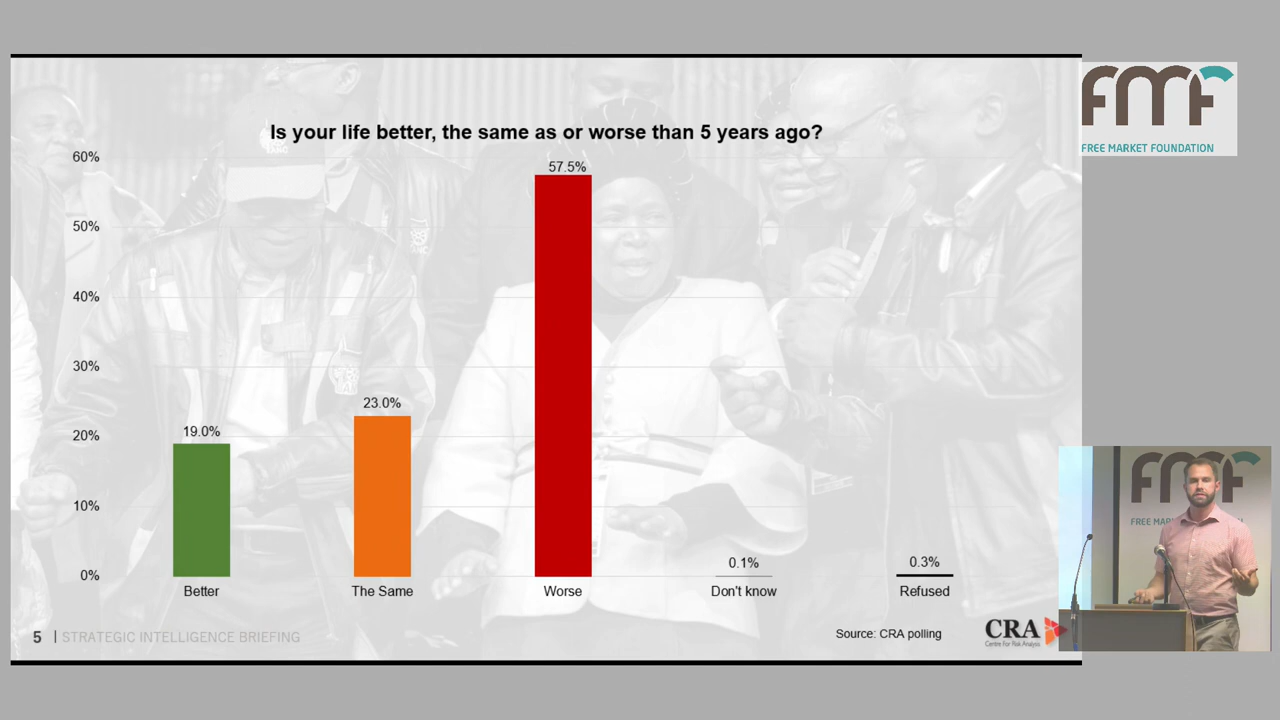 Is your life better, the same as or worse than 5 years ago?
60%
50%
40%
30%
20%
10%
0%
57.5%
23.0%
19.0%
0.1%
0.3%
Better
The Same
Worse
Don't know
Refused
5 | STRATEGIC INTELLIGENCE BRIEFING
Source: CRA polling
CRA
Centre For Risk Analysis
FMF
FREE MARKET FOUNDATION
FMF